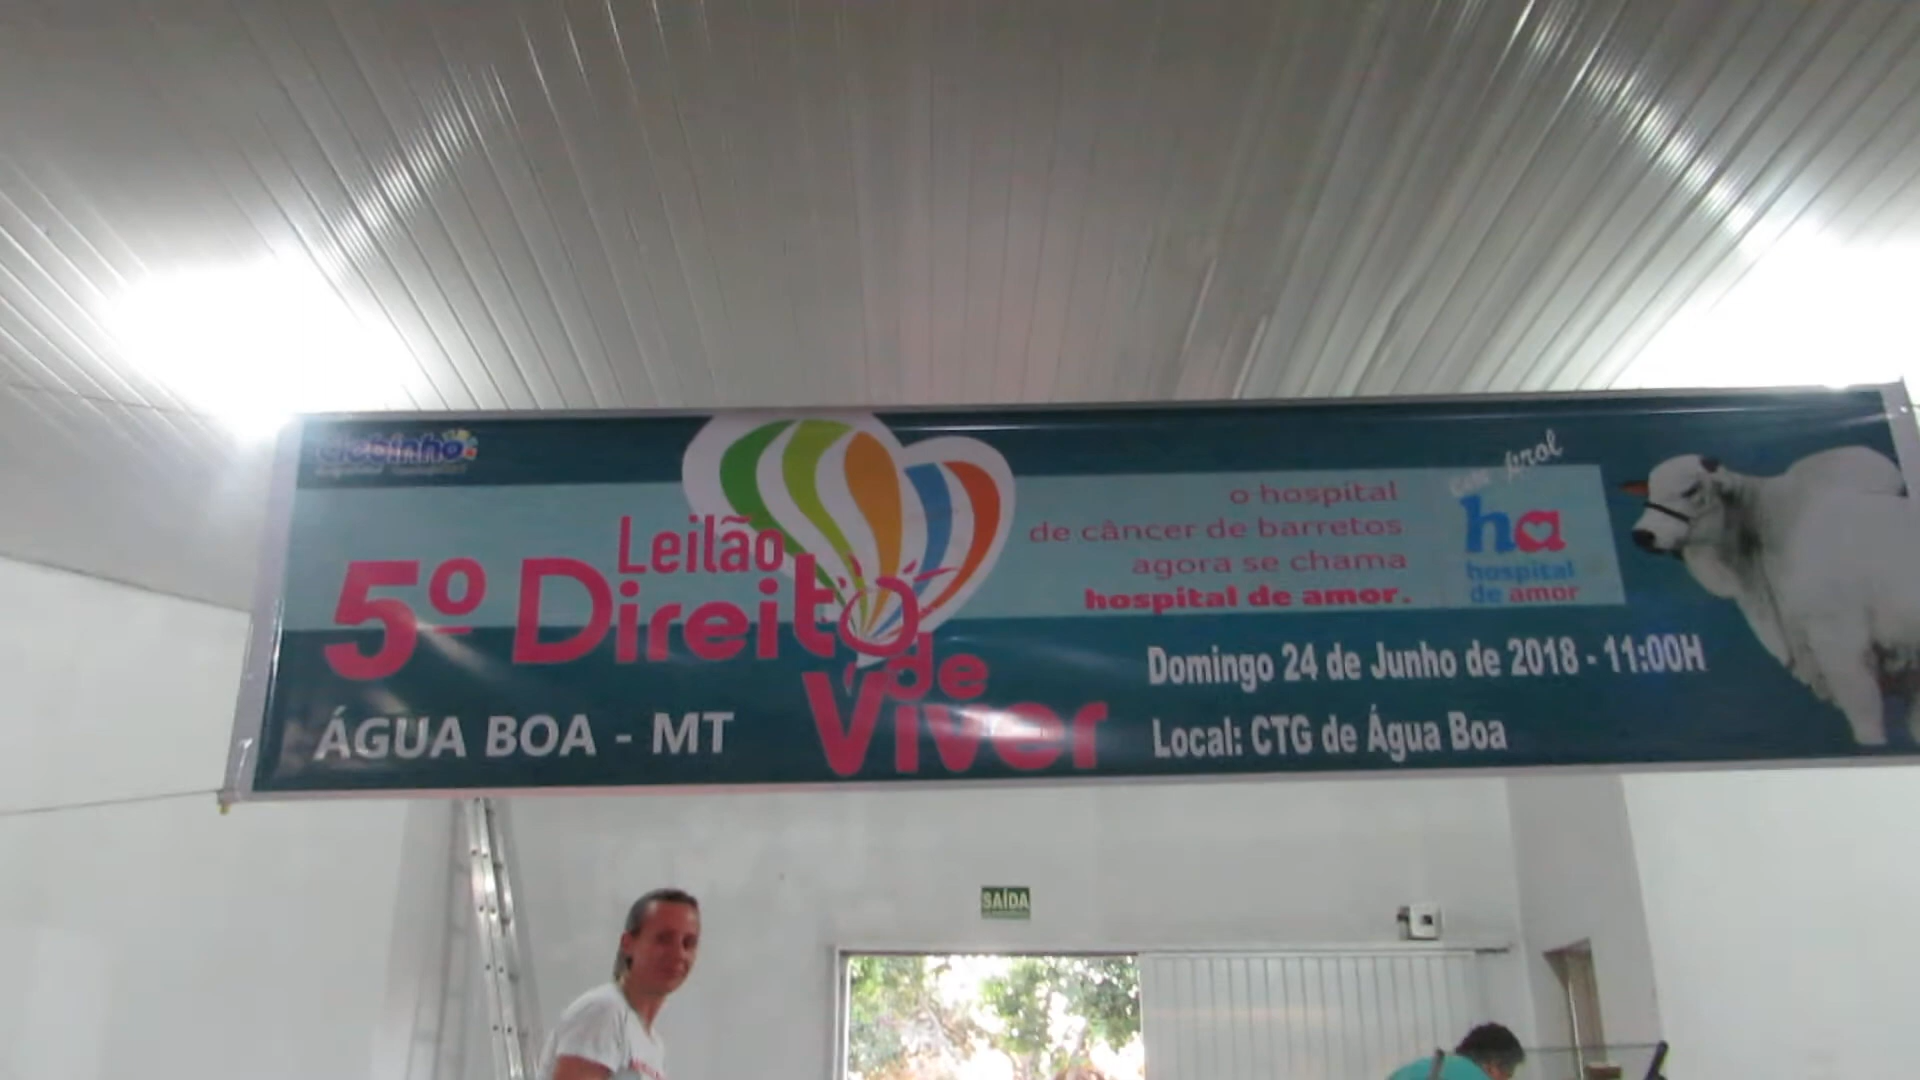 Leilão
5º Direito
de
Viver
ÁGUA BOA - MT
o hospital
de câncer de barretos
agora se chama
hospital de amor.
prol
ha
hospital
de amor
Domingo 24 de Junho de 2018 - 11:00H
Local: CTG de Água Boa
SAÍDA